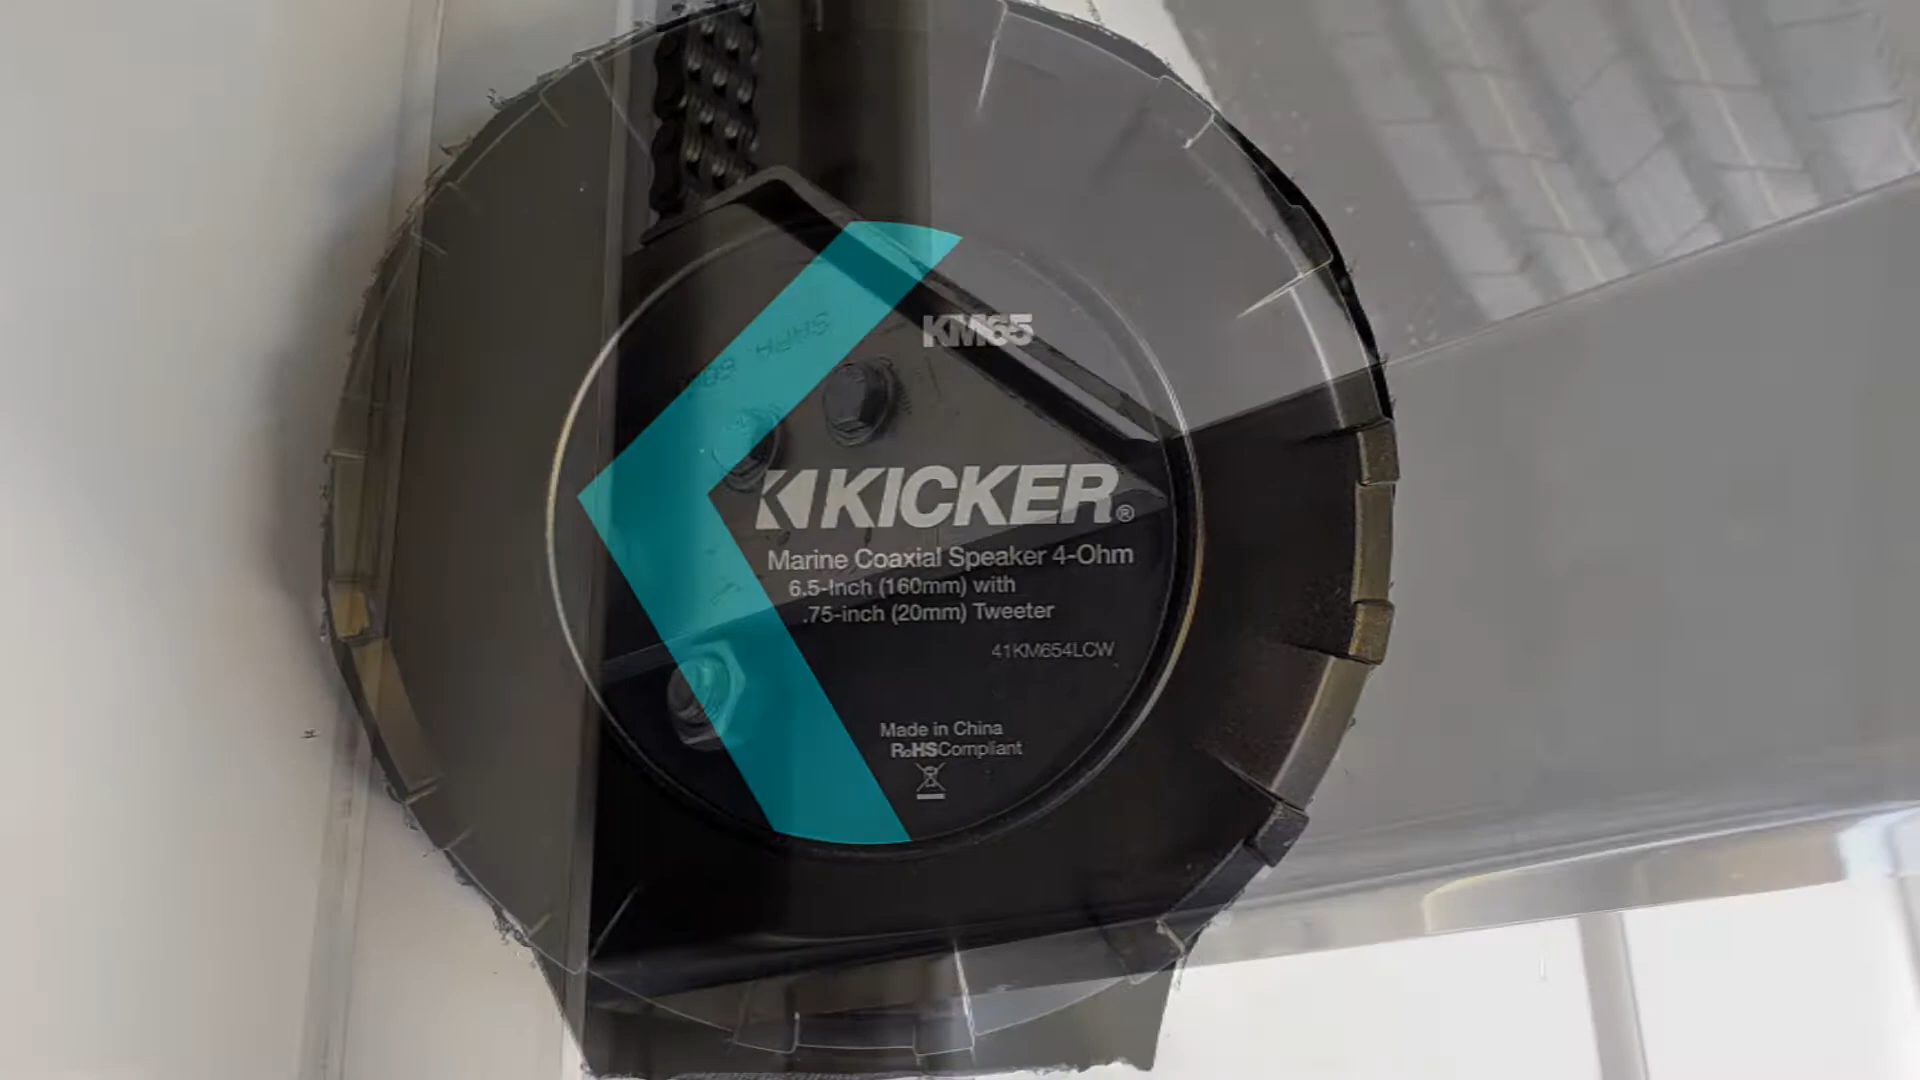 KM65
KICKER®
Marine Coaxial Speaker 4-Ohm
6.5-Inch (160mm) with
.75-inch (20mm) Tweeter
41KM654LCW
Made in China
RoHSCompliant